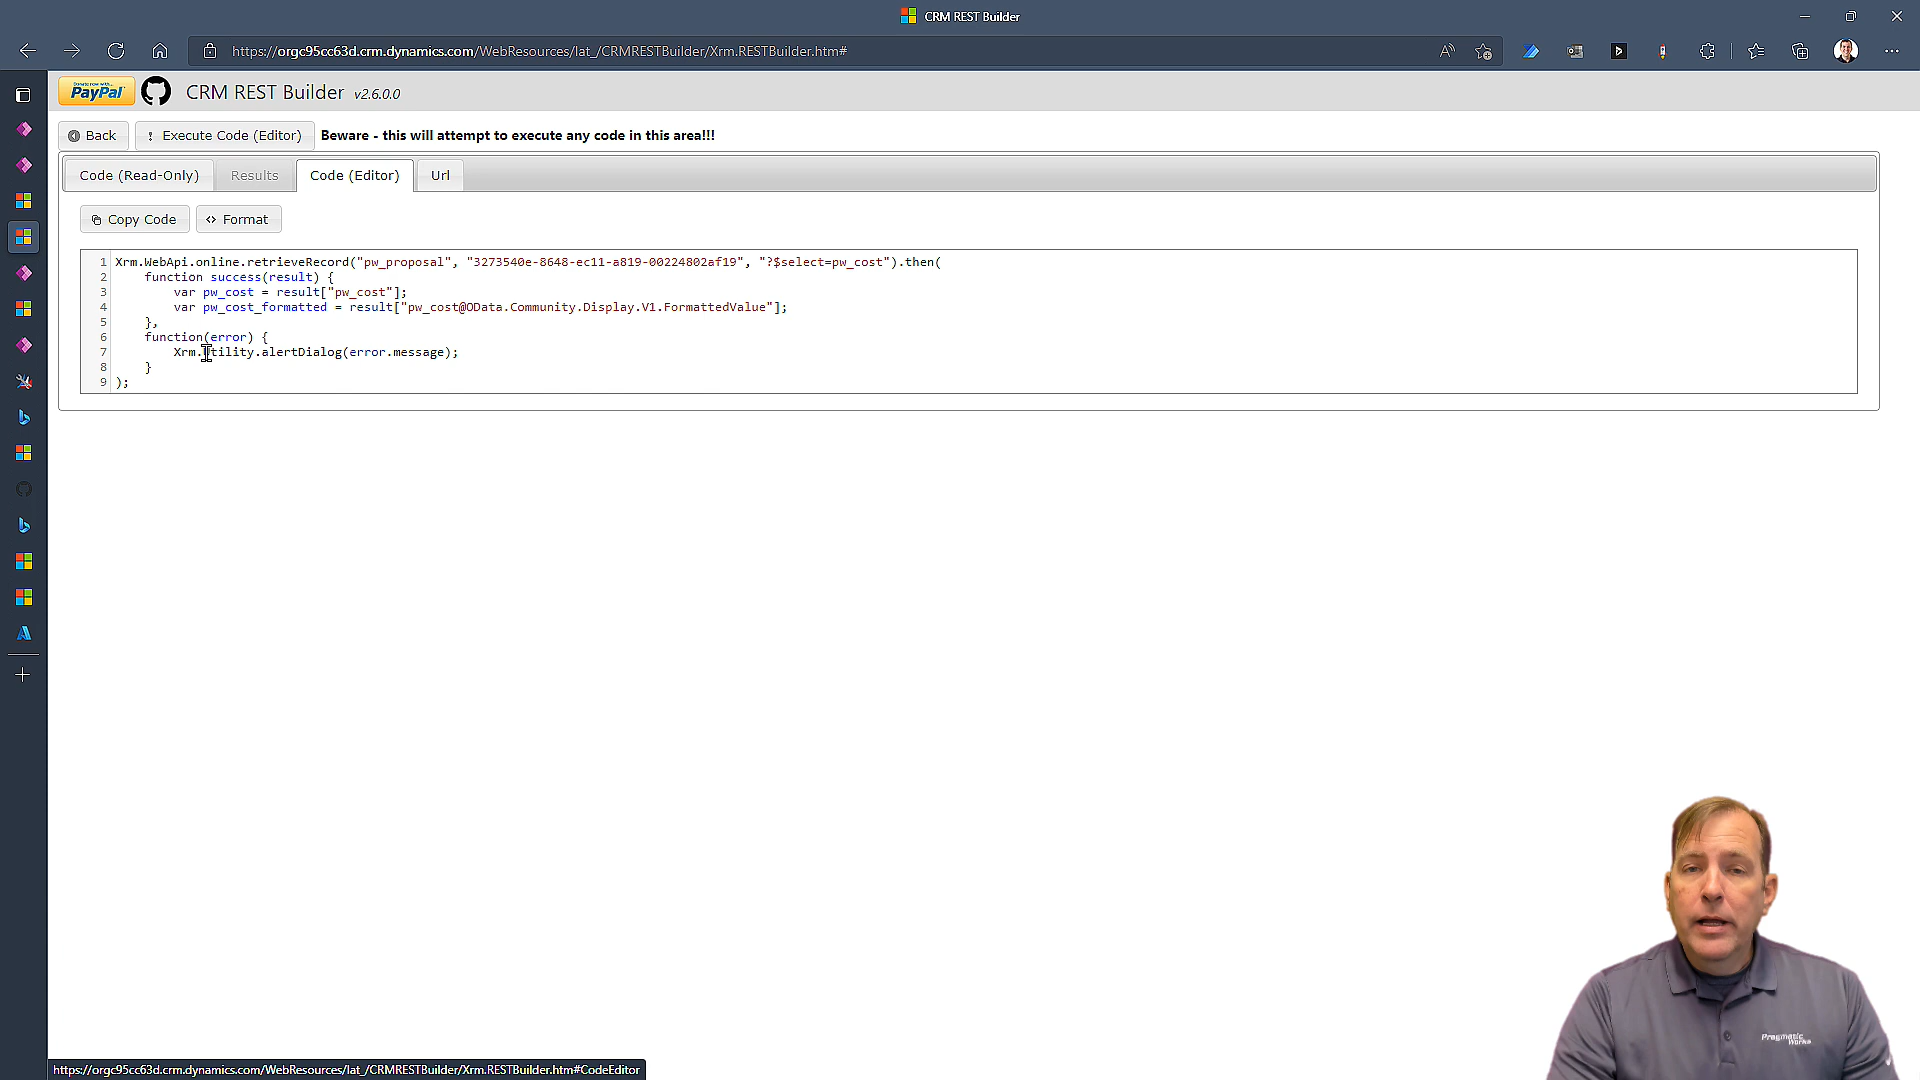 CRM REST Builder
https://orgc95cc63d.crm.dynamics.com/WebResources/lat_/CRMRESTBuilder/Xrm.RESTBuilder.htm#
Donate now with...
PayPal
CRM REST Builder v2.6.0.0
Back
! Execute Code (Editor)
Beware - this will attempt to execute any code in this area!!!
Code (Read-Only)
Results
Code (Editor)
Url
Copy Code
<> Format
1 Xrm.WebApi.online.retrieveRecord("pw_proposal", "3273540e-8648-ec11-a819-00224802af19", "?$select=pw_cost").then(
2 function success(result) {
3 var pw_cost = result["pw_cost"];
4 var pw_cost_formatted = result["pw_cost@OData.Community.Display.V1.FormattedValue"];
5 },
6 function(error) {
7 Xrm.Utility.alertDialog(error.message);
8 }
9 );
Pragmatic
Works
https://orgc95cc63d.crm.dynamics.com/WebResources/lat_/CRMRESTBuilder/Xrm.RESTBuilder.htm#CodeEditor